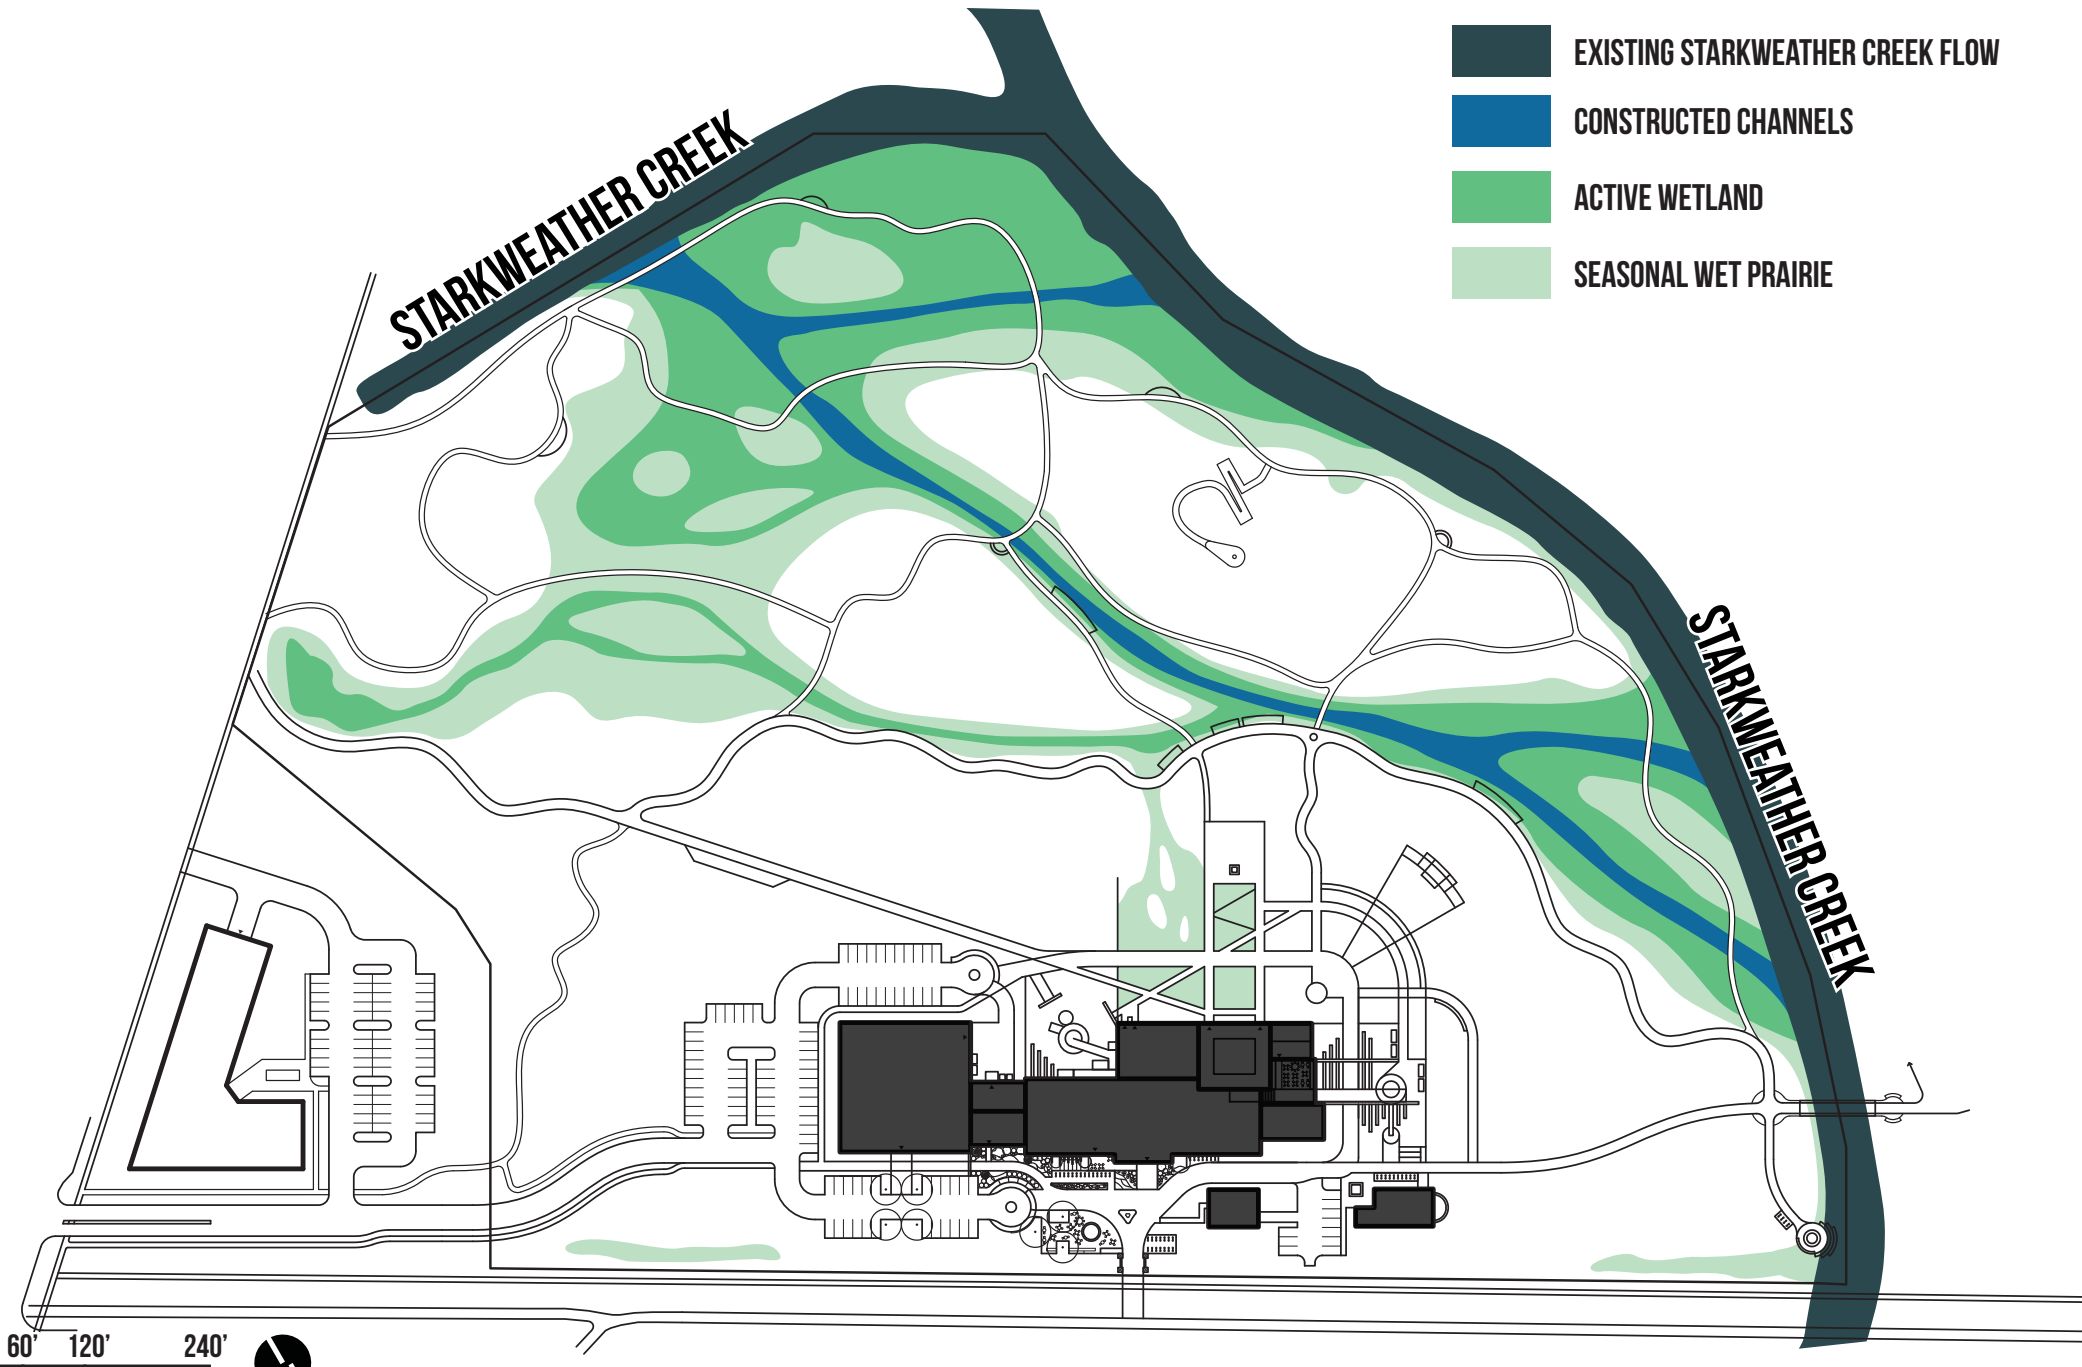 EXISTING STARKWEATHER CREEK FLOW
CONSTRUCTED CHANNELS
ACTIVE WETLAND
SEASONAL WET PRAIRIE
STARKWEATHER CREEK
STARKWEATHER CREEK
60' 120' 240'